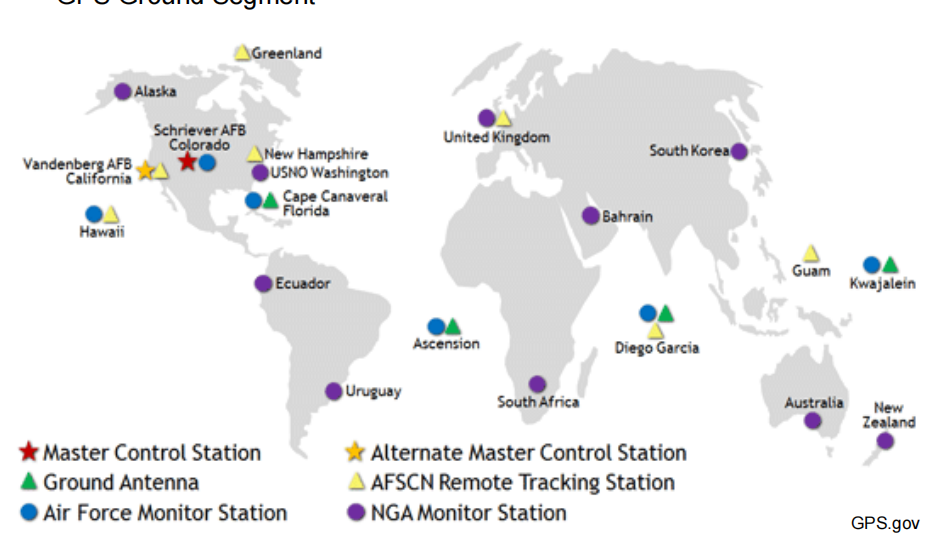 GPS Ground Segment
Greenland
Alaska
Schriever AFB
Colorado
New Hampshire
USNO Washington
Vandenberg AFB
California
Cape Canaveral
Florida
Hawaii
United Kingdom
South Korea
Bahrain
Guam
Kwajalein
Ecuador
Ascension
Diego Garcia
Uruguay
South Africa
Australia
New
Zealand
Master Control Station
Alternate Master Control Station
Ground Antenna
AFSCN Remote Tracking Station
Air Force Monitor Station
NGA Monitor Station
GPS.gov